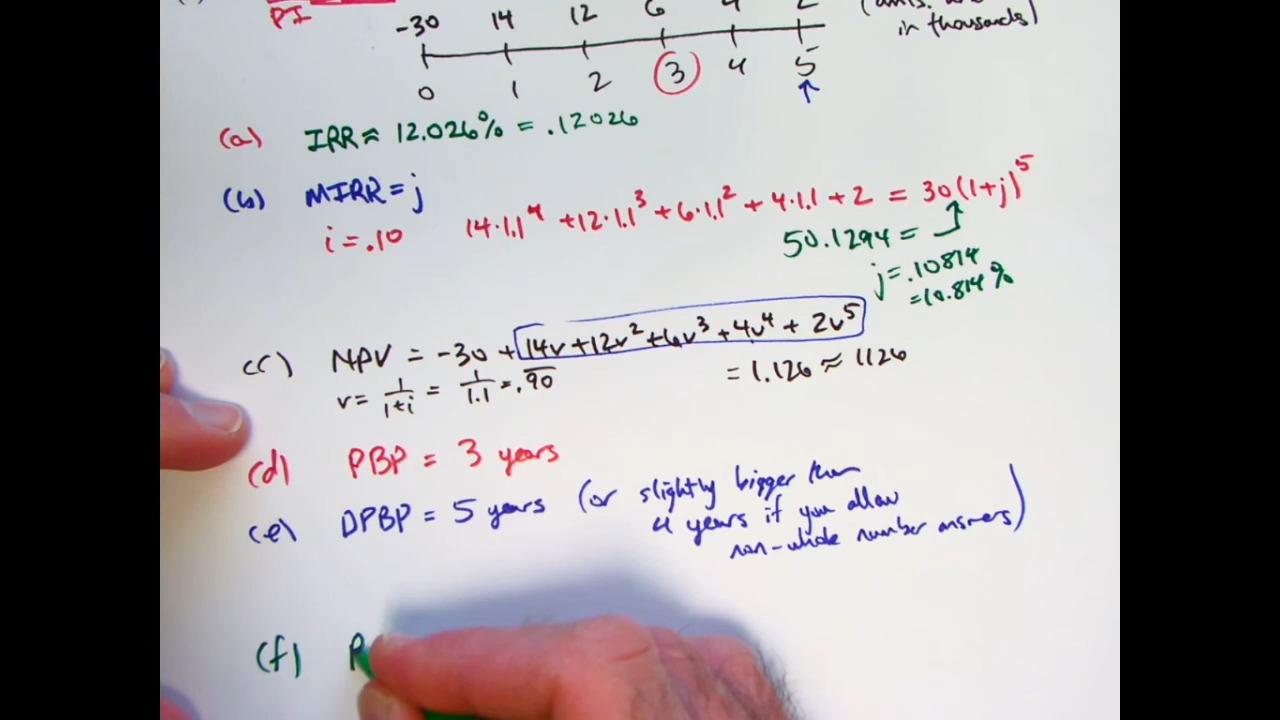 PI
-30 14 12 6 4 2
in thousands)
0 1 2 3 4 5
(a) IRR ≈ 12.026% = .12026
(b) MIRR = j
i = .10 14·1.1⁴ + 12·1.1³ + 6·1.1² + 4·1.1 + 2 = 30(1+j)⁵
50.1294 =
j = .10814
= 10.814%
(c) NPV = -30 + 14v + 12v² + 6v³ + 4v⁴ + 2v⁵
v = 1/(1+i) = 1/1.1 = .90
= 1.126 ≈ 1126
(d) PBP = 3 years
(e) DPBP = 5 years (or slightly bigger than
4 years if you allow
non-whole number answers)
(f) P